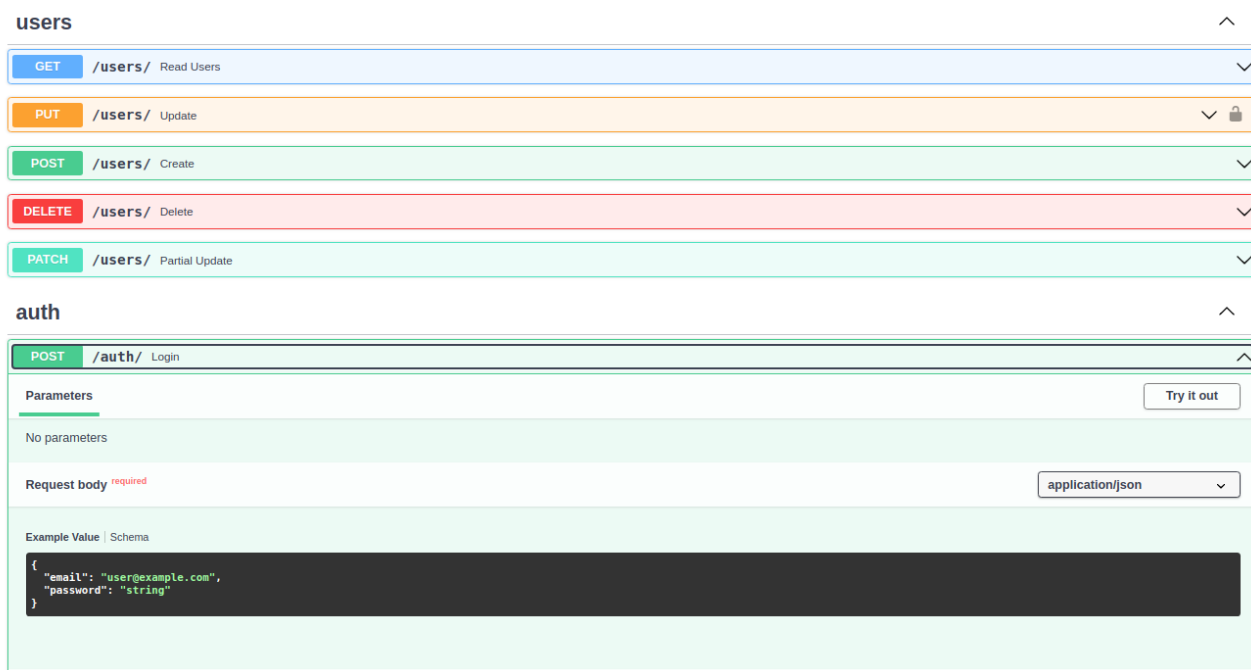 users
GET /users/ Read Users
PUT /users/ Update
POST /users/ Create
DELETE /users/ Delete
PATCH /users/ Partial Update
auth
POST /auth/ Login
Parameters Try it out
No parameters
Request body required application/json
Example Value | Schema
{
  "email": "user@example.com",
  "password": "string"
}